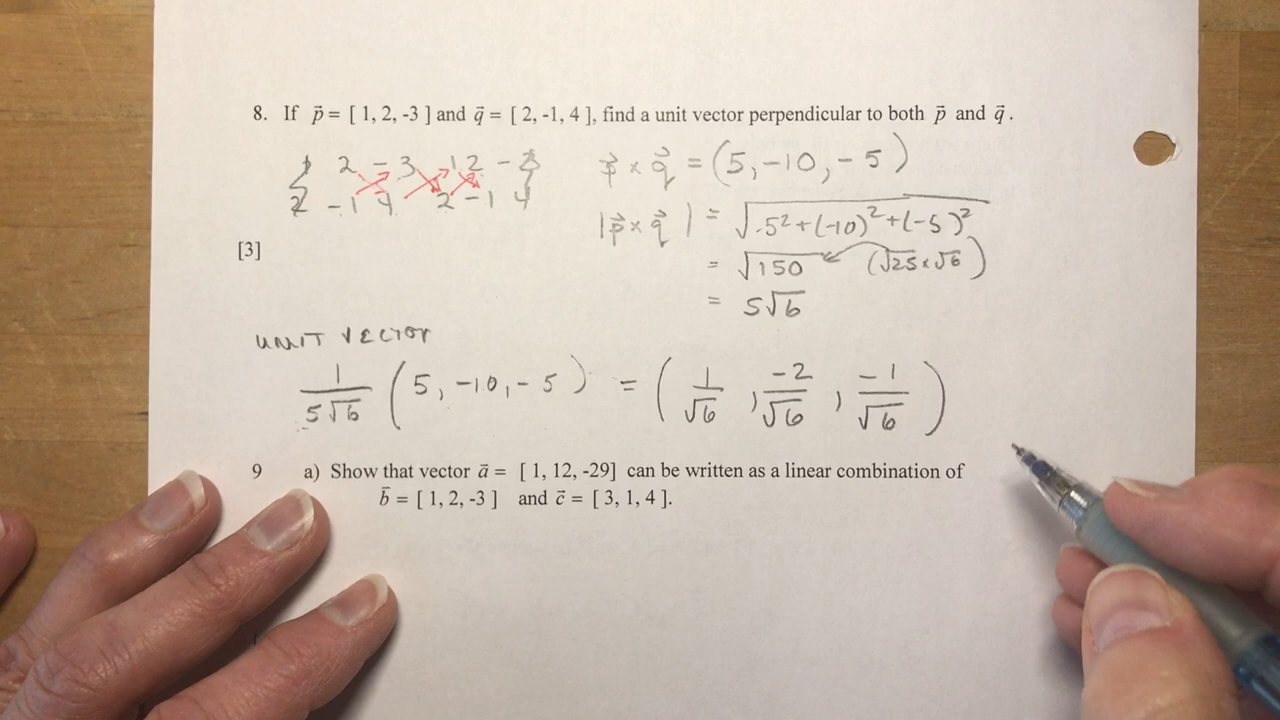 8. If p⃗ = [ 1, 2, -3 ] and q⃗ = [ 2, -1, 4 ], find a unit vector perpendicular to both p⃗ and q⃗ .
1 2 -3 1 2 -3
2 -1 4 2 -1 4
p⃗ × q⃗ = (5, -10, -5)
|p⃗ × q⃗| = √5² + (-10)² + (-5)²
[3]
= √150 (√25 × √6)
= 5√6
UNIT VECTOR
1/5√6 (5, -10, -5) = (1/√6, -2/√6, -1/√6)
9 a) Show that vector a⃗ = [ 1, 12, -29] can be written as a linear combination of
b⃗ = [ 1, 2, -3 ] and c⃗ = [ 3, 1, 4 ].